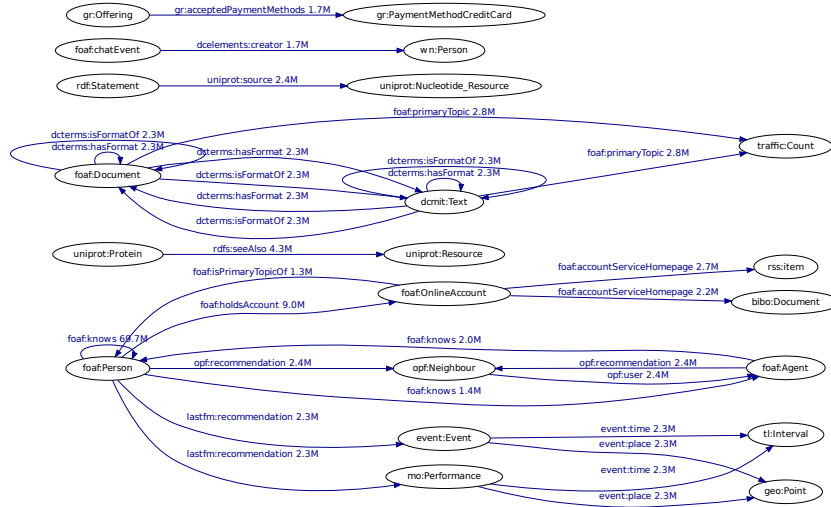 gr:Offering
gr:acceptedPaymentMethods 1.7M
gr:PaymentMethodCreditCard
foaf:chatEvent
dcelements:creator 1.7M
wn:Person
rdf:Statement
uniprot:source 2.4M
uniprot:Nucleotide_Resource
foaf:primaryTopic 2.8M
dcterms:isFormatOf 2.3M
dcterms:hasFormat 2.3M
dcterms:hasFormat 2.3M
foaf:Document
dcterms:isFormatOf 2.3M
dcterms:hasFormat 2.3M
dcterms:isFormatOf 2.3M
dcterms:isFormatOf 2.3M
dcterms:hasFormat 2.3M
dcmit:Text
foaf:primaryTopic 2.8M
traffic:Count
uniprot:Protein
rdfs:seeAlso 4.3M
uniprot:Resource
foaf:isPrimaryTopicOf 1.3M
foaf:holdsAccount 9.0M
foaf:OnlineAccount
foaf:accountServiceHomepage 2.7M
rss:item
foaf:accountServiceHomepage 2.2M
bibo:Document
foaf:knows 69.7M
foaf:Person
foaf:knows 2.0M
opf:recommendation 2.4M
opf:Neighbour
opf:recommendation 2.4M
opf:user 2.4M
foaf:Agent
foaf:knows 1.4M
lastfm:recommendation 2.3M
event:Event
event:time 2.3M
tl:Interval
event:place 2.3M
lastfm:recommendation 2.3M
mo:Performance
event:time 2.3M
event:place 2.3M
geo:Point